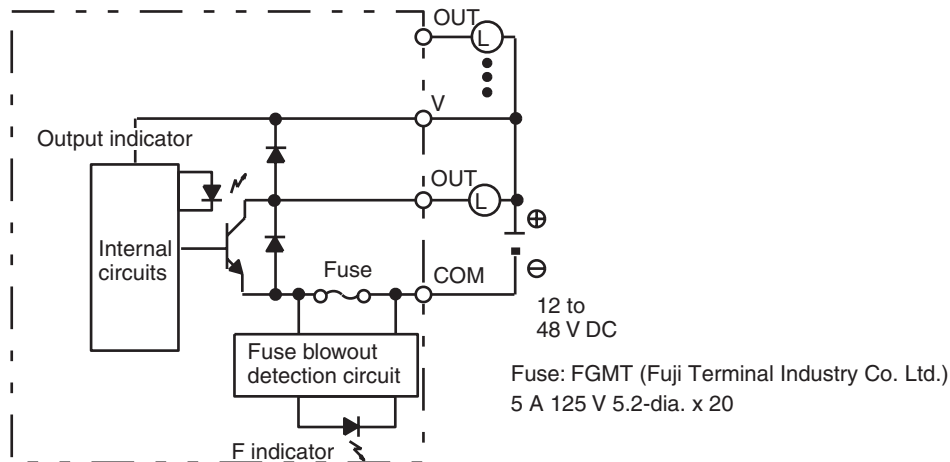 OUT
L
V
Output indicator
OUT
L
Internal
circuits
Fuse
COM
⊕
⊖
12 to
48 V DC
Fuse blowout
detection circuit
F indicator
Fuse: FGMT (Fuji Terminal Industry Co. Ltd.)
5 A 125 V 5.2-dia. x 20